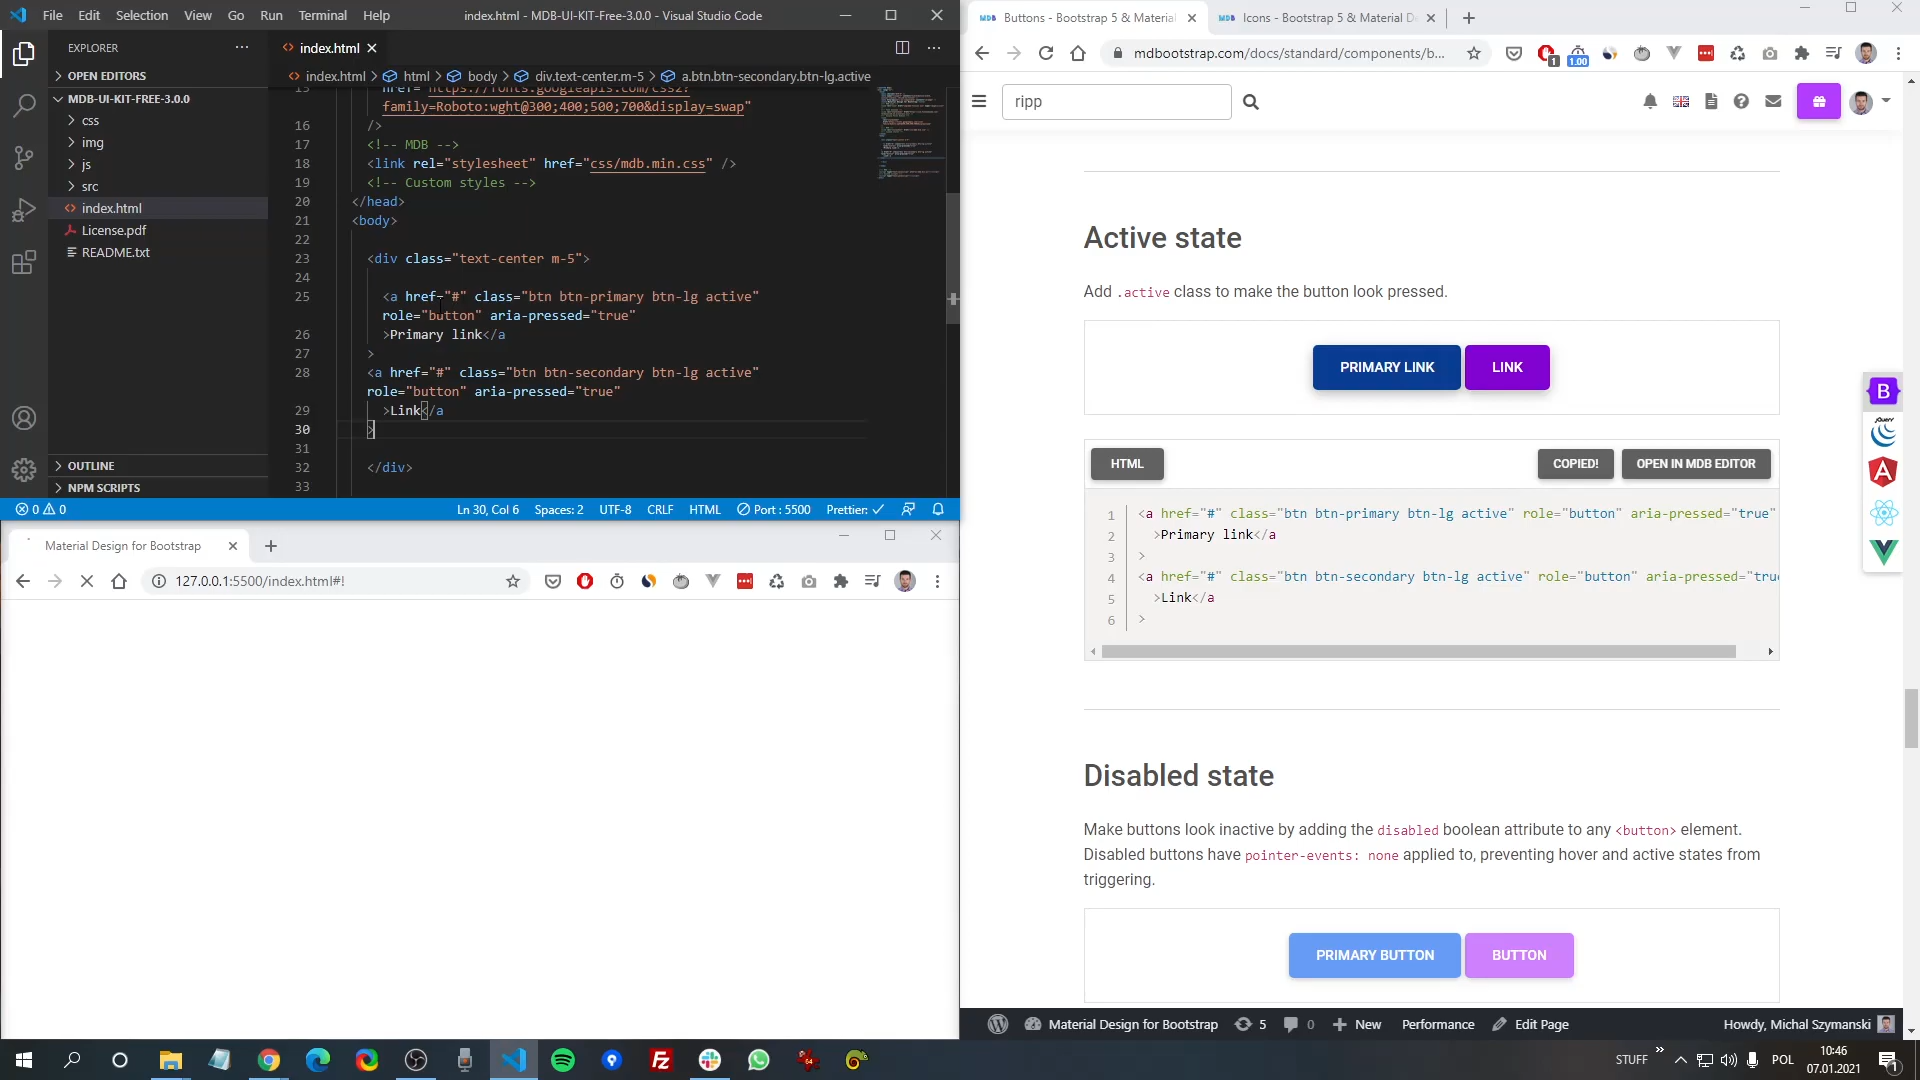 File Edit Selection View Go Run Terminal Help
index.html - MDB-UI-KIT-Free-3.0.0 - Visual Studio Code
EXPLORER
OPEN EDITORS
MDB-UI-KIT-FREE-3.0.0
css
img
js
src
index.html
License.pdf
README.txt
OUTLINE
NPM SCRIPTS
index.html
index.html > html > body > div.text-center.m-5 > a.btn.btn-secondary.btn-lg.active
href="https://fonts.googleapis.com/css2?
family=Roboto:wght@300;400;500;700&display=swap"
16 />
17 <!-- MDB -->
18 <link rel="stylesheet" href="css/mdb.min.css" />
19 <!-- Custom styles -->
20 </head>
21 <body>
22
23 <div class="text-center m-5">
24
25 <a href="#" class="btn btn-primary btn-lg active"
role="button" aria-pressed="true"
26 >Primary link</a
27 >
28 <a href="#" class="btn btn-secondary btn-lg active"
role="button" aria-pressed="true"
29 >Link</a
30 >
31
32 </div>
33
0 0
Ln 30, Col 6 Spaces: 2 UTF-8 CRLF HTML Port : 5500 Prettier:
Material Design for Bootstrap
127.0.0.1:5500/index.html#!
Buttons - Bootstrap 5 & Material
Icons - Bootstrap 5 & Material D
mdbootstrap.com/docs/standard/components/b...
1
1.00
ripp
Active state
Add .active class to make the button look pressed.
PRIMARY LINK
LINK
HTML
COPIED!
OPEN IN MDB EDITOR
1 <a href="#" class="btn btn-primary btn-lg active" role="button" aria-pressed="true"
2 >Primary link</a
3 >
4 <a href="#" class="btn btn-secondary btn-lg active" role="button" aria-pressed="true
5 >Link</a
6 >
Disabled state
Make buttons look inactive by adding the disabled boolean attribute to any <button> element.
Disabled buttons have pointer-events: none applied to, preventing hover and active states from
triggering.
PRIMARY BUTTON
BUTTON
B
jQuery
Material Design for Bootstrap 5 0 New Performance Edit Page
Howdy, Michal Szymanski
STUFF
POL
10:46
07.01.2021
1